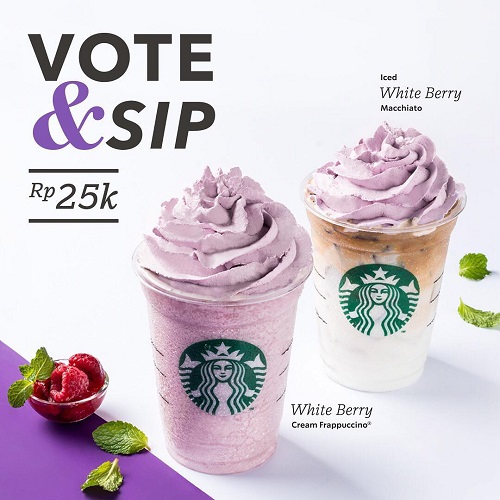 VOTE
&SIP
Rp25k
Iced
White Berry
Macchiato
White Berry
Cream Frappuccino®